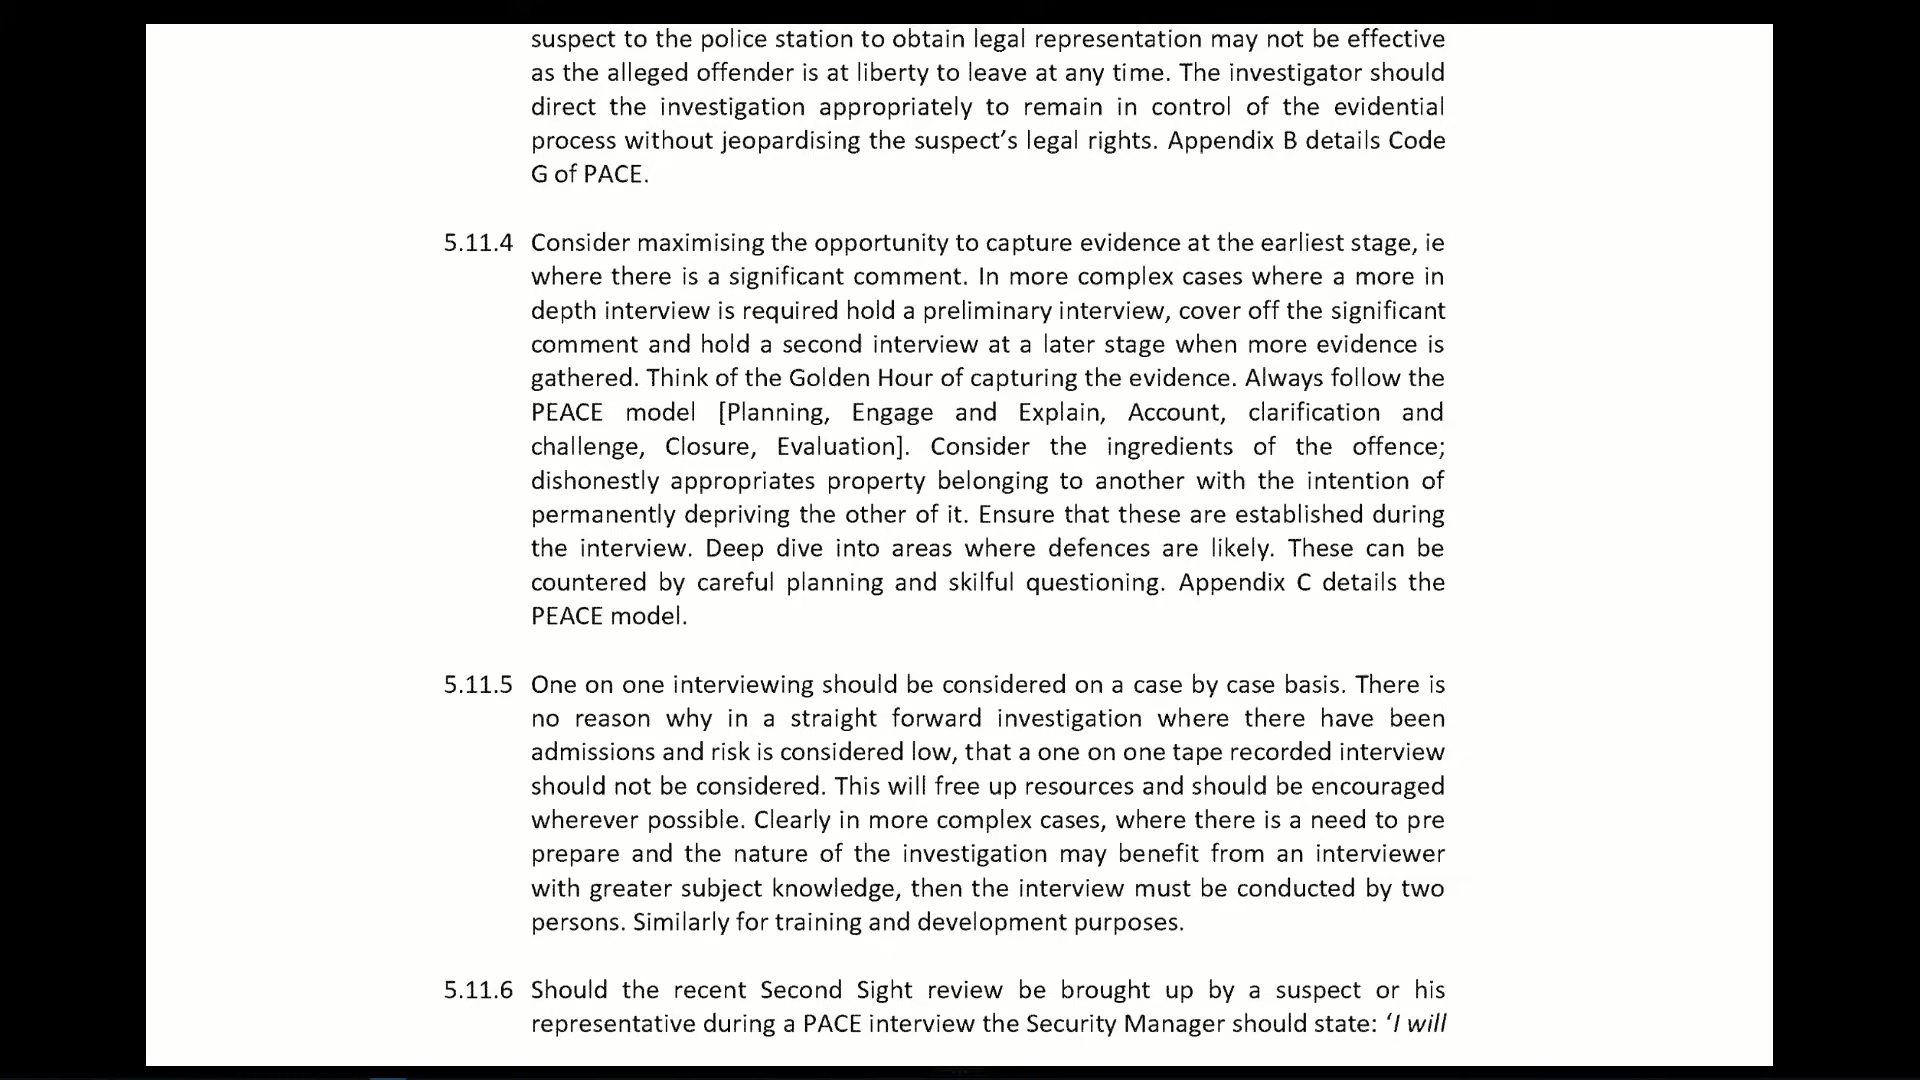 suspect to the police station to obtain legal representation may not be effective
as the alleged offender is at liberty to leave at any time. The investigator should
direct the investigation appropriately to remain in control of the evidential
process without jeopardising the suspect’s legal rights. Appendix B details Code
G of PACE.
5.11.4 Consider maximising the opportunity to capture evidence at the earliest stage, ie
where there is a significant comment. In more complex cases where a more in
depth interview is required hold a preliminary interview, cover off the significant
comment and hold a second interview at a later stage when more evidence is
gathered. Think of the Golden Hour of capturing the evidence. Always follow the
PEACE model [Planning, Engage and Explain, Account, clarification and
challenge, Closure, Evaluation]. Consider the ingredients of the offence;
dishonestly appropriates property belonging to another with the intention of
permanently depriving the other of it. Ensure that these are established during
the interview. Deep dive into areas where defences are likely. These can be
countered by careful planning and skilful questioning. Appendix C details the
PEACE model.
5.11.5 One on one interviewing should be considered on a case by case basis. There is
no reason why in a straight forward investigation where there have been
admissions and risk is considered low, that a one on one tape recorded interview
should not be considered. This will free up resources and should be encouraged
wherever possible. Clearly in more complex cases, where there is a need to pre
prepare and the nature of the investigation may benefit from an interviewer
with greater subject knowledge, then the interview must be conducted by two
persons. Similarly for training and development purposes.
5.11.6 Should the recent Second Sight review be brought up by a suspect or his
representative during a PACE interview the Security Manager should state: ‘I will